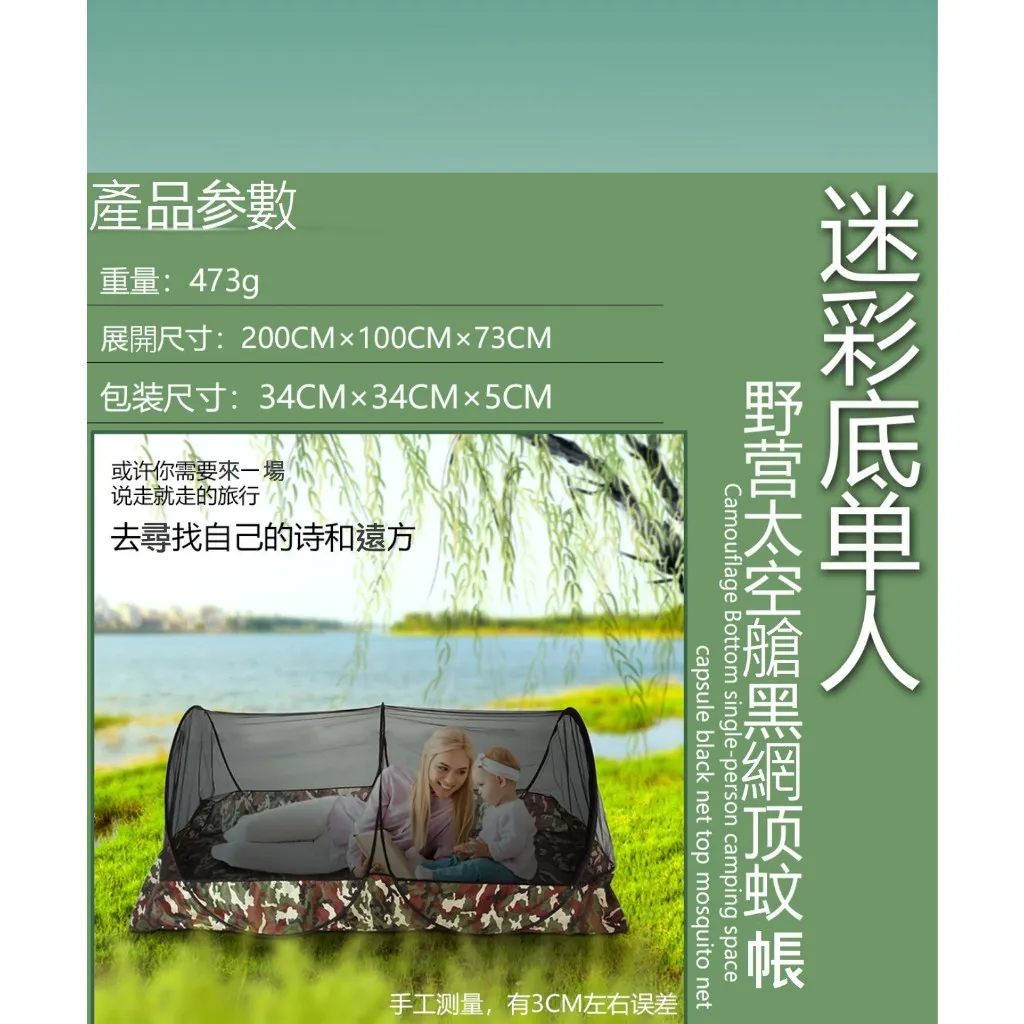 產品参數
重量：473g
展開尺寸：200CM×100CM×73CM
包装尺寸：34CM×34CM×5CM
迷彩底单人
野营太空艙黑網顶蚊帳
Camouflage Bottom single-person camping space
capsule black net top mosquito net
或许你需要來一場
说走就走的旅行
去尋找自己的诗和遠方
手工测量，有3CM左右误差